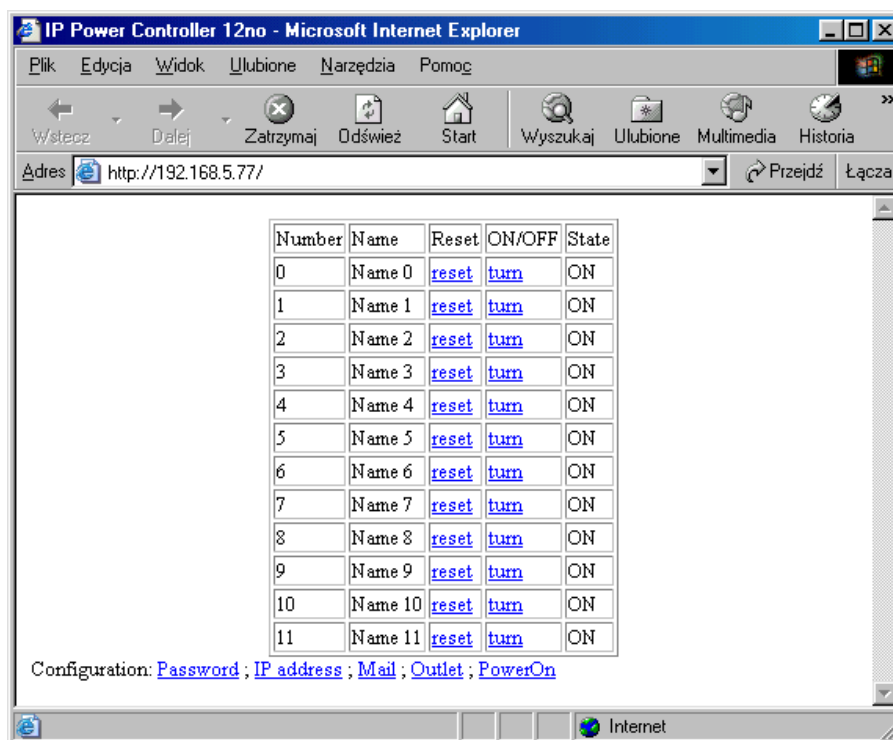 IP Power Controller 12no - Microsoft Internet Explorer
Plik Edycja Widok Ulubione Narzędzia Pomoc
Wstecz Dalej Zatrzymaj Odśwież Start Wyszukaj Ulubione Multimedia Historia »
Adres http://192.168.5.77/ Przejdź Łącza
Number Name Reset ON/OFF State
0 Name 0 reset turn ON
1 Name 1 reset turn ON
2 Name 2 reset turn ON
3 Name 3 reset turn ON
4 Name 4 reset turn ON
5 Name 5 reset turn ON
6 Name 6 reset turn ON
7 Name 7 reset turn ON
8 Name 8 reset turn ON
9 Name 9 reset turn ON
10 Name 10 reset turn ON
11 Name 11 reset turn ON
Configuration: Password ; IP address ; Mail ; Outlet ; PowerOn
Internet